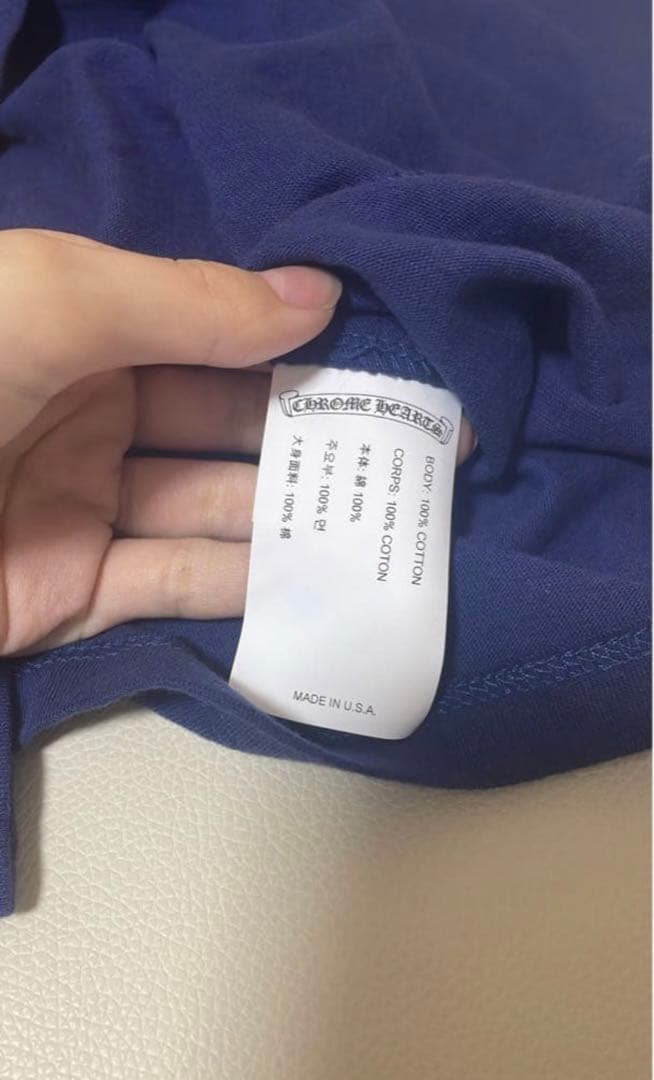 CHROME HEARTS
BODY: 100% COTTON
CORPS: 100% COTON
本体: 綿 100%
주요부: 100% 면
大身面料: 100% 棉
MADE IN U.S.A.